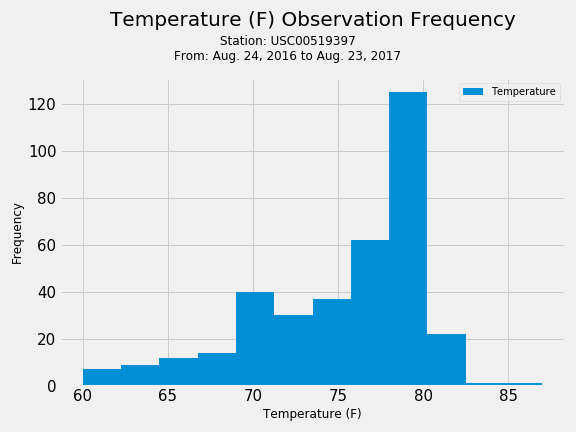 Temperature (F) Observation Frequency
Station: USC00519397
From: Aug. 24, 2016 to Aug. 23, 2017
Temperature
120
100
80
60
40
20
0
Frequency
60 65 70 75 80 85
Temperature (F)